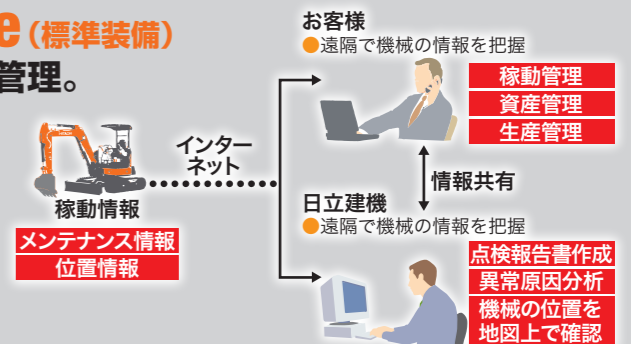 e(標準装備)
管理。
インター
ネット
稼動情報
メンテナンス情報
位置情報
お客様
●遠隔で機械の情報を把握
稼動管理
資産管理
生産管理
情報共有
日立建機
●遠隔で機械の情報を把握
点検報告書作成
異常原因分析
機械の位置を
地図上で確認